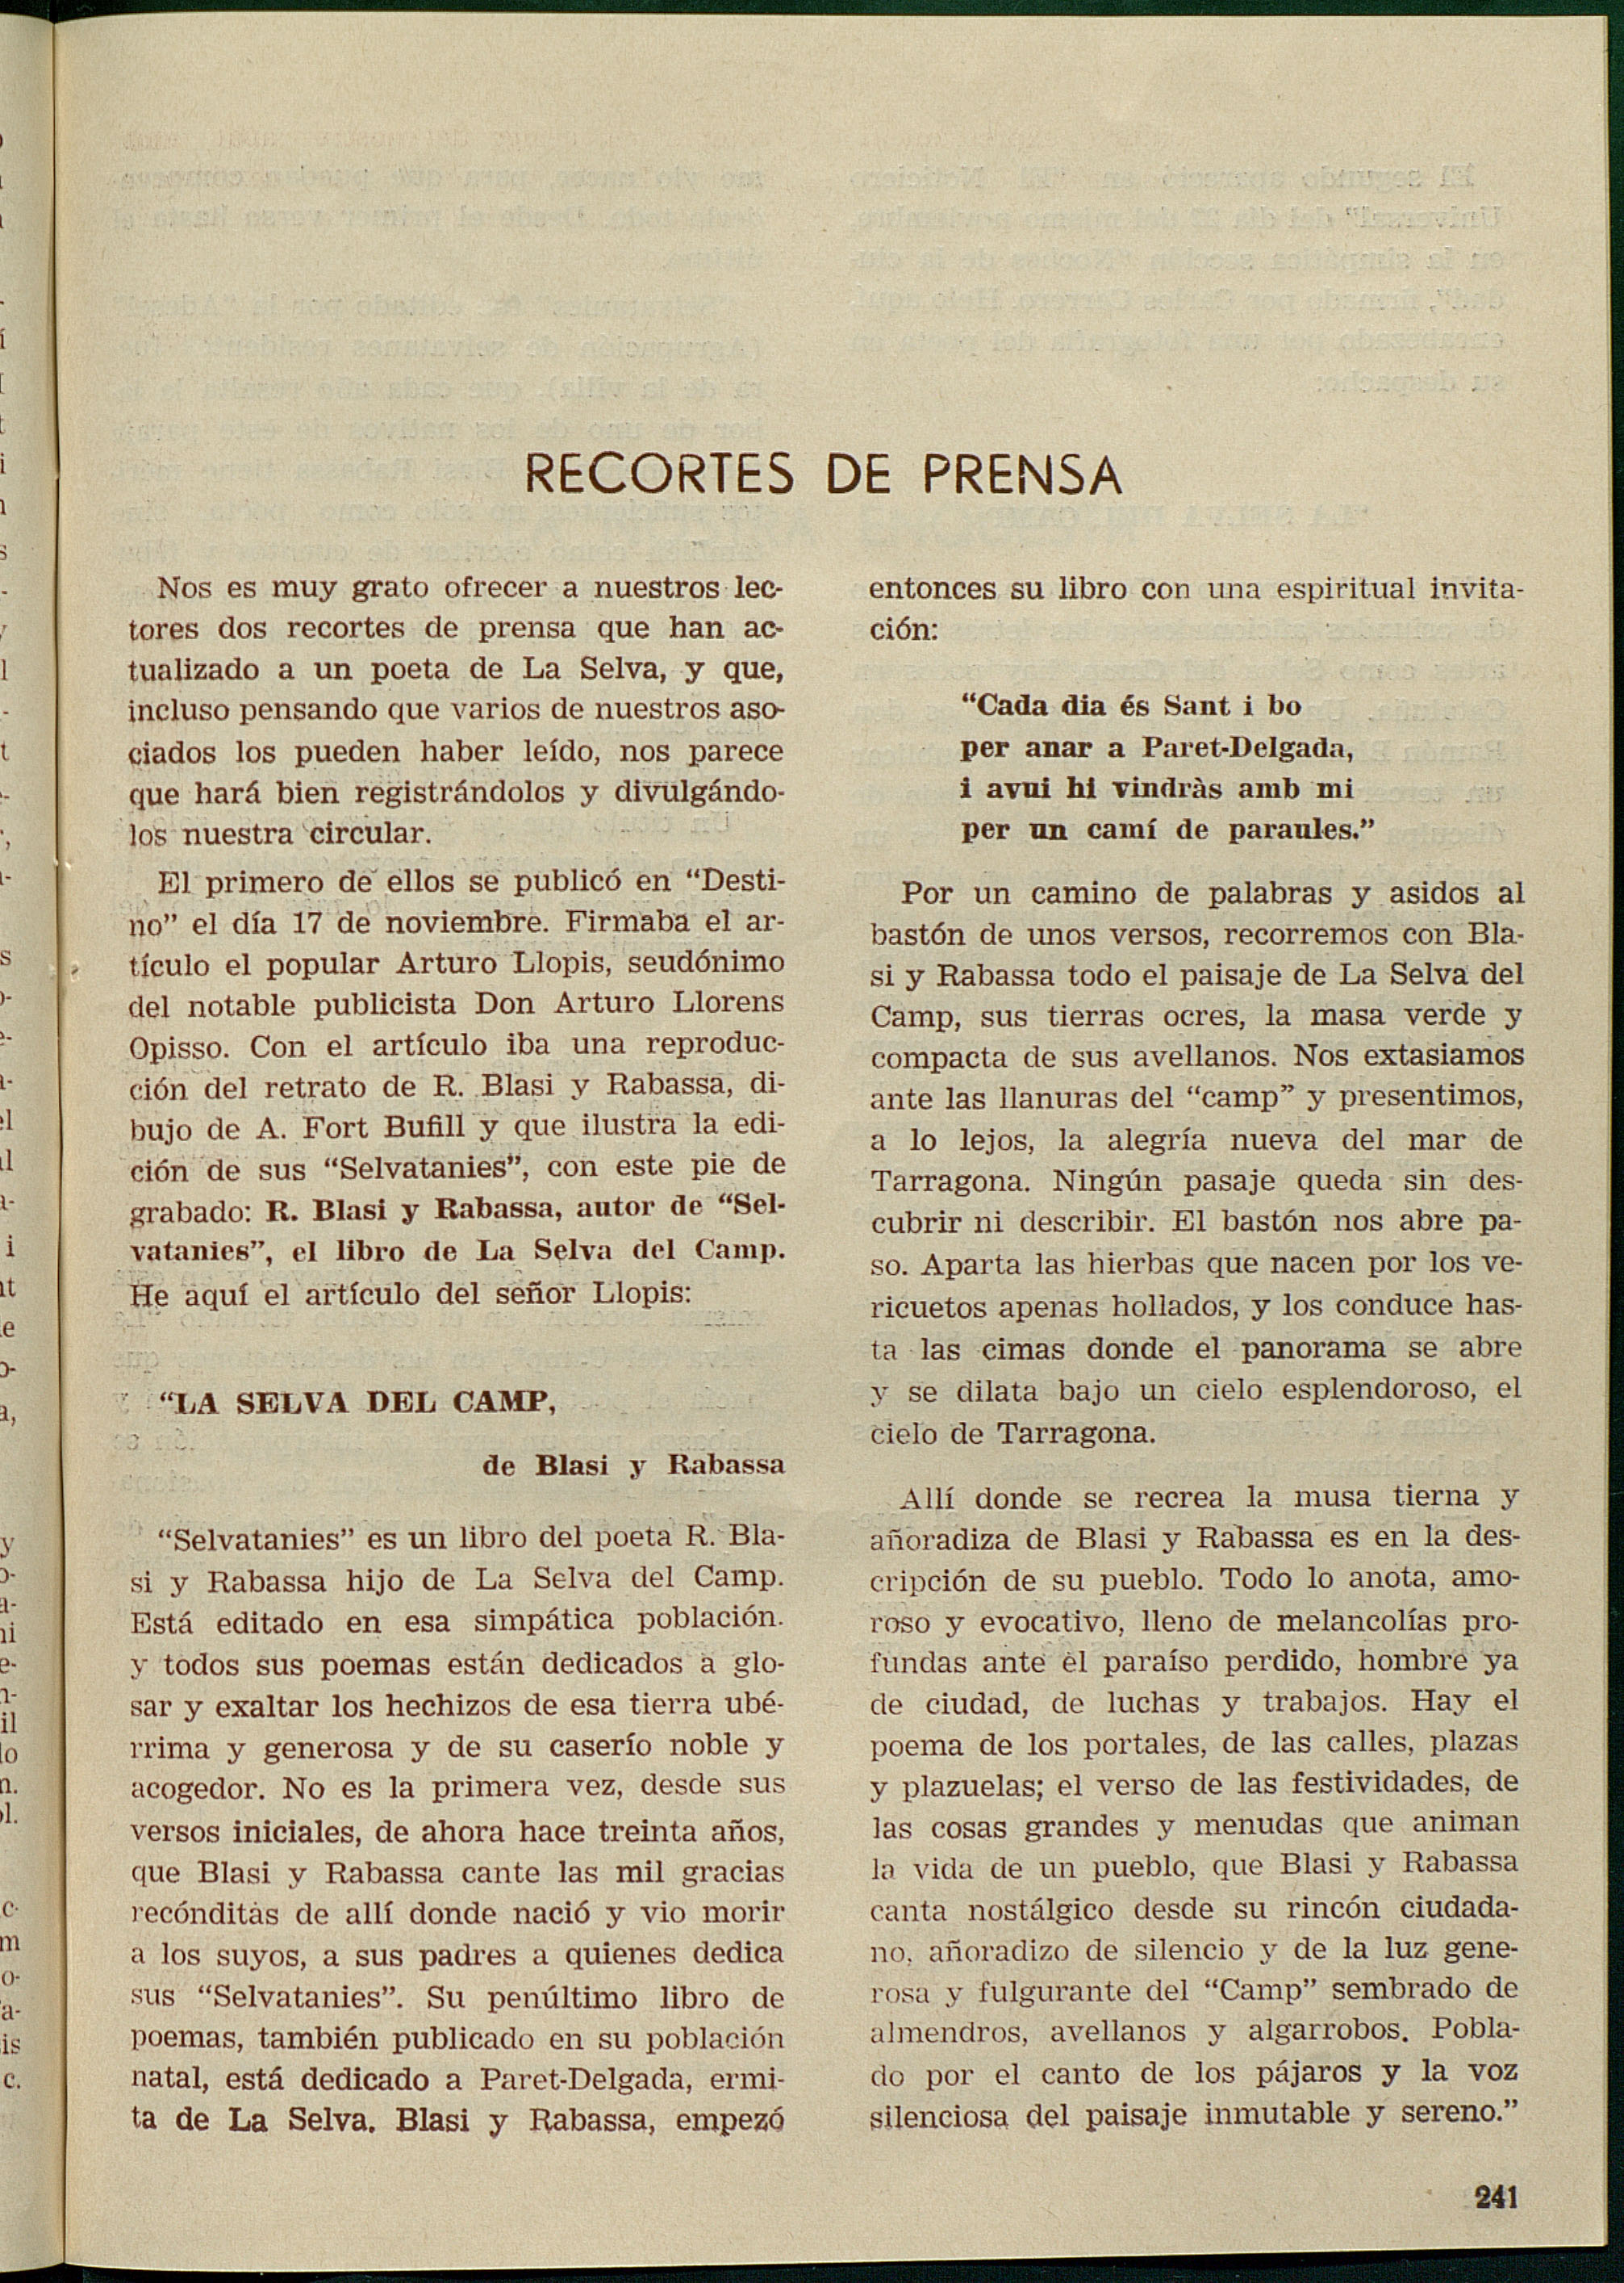 RECORTES DE PRENSA
Nos es muy grato ofrecer a nuestros lec-
tores dos recortes de prensa que han ac-
tualizado a un poeta de La Selva, y que,
incluso pensando que varios de nuestros aso-
ciados los pueden haber leído, nos parece
que hará bien registrándolos y divulgándo-
los nuestra circular.
El primero de ellos se publicó en “Desti-
no” el día 17 de noviembre. Firmaba el ar-
tículo el popular Arturo Llopis, seudónimo
del notable publicista Don Arturo Llorens
Opisso. Con el artículo iba una reproduc-
ción del retrato de R. Blasi y Rabassa, di-
bujo de A. Fort Bufill y que ilustra la edi-
ción de sus “Selvatanies”, con este pie de
grabado: R. Blasi y Rabassa, autor de “Sel-
vatanies”, el libro de La Selva del Camp.
He aquí el artículo del señor Llopis:
“LA SELVA DEL CAMP,
de Blasi y Rabassa
“Selvatanies” es un libro del poeta R. Bla-
si y Rabassa hijo de La Selva del Camp.
Está editado en esa simpática población.
y todos sus poemas están dedicados a glo-
sar y exaltar los hechizos de esa tierra ubé-
rrima y generosa y de su caserío noble y
acogedor. No es la primera vez, desde sus
versos iniciales, de ahora hace treinta años,
que Blasi y Rabassa cante las mil gracias
recónditas de allí donde nació y vio morir
a los suyos, a sus padres a quienes dedica
sus “Selvatanies”. Su penúltimo libro de
poemas, también publicado en su población
natal, está dedicado a Paret-Delgada, ermi-
ta de La Selva. Blasi y Rabassa, empezó
entonces su libro con una espiritual invita-
ción:
“Cada dia és Sant i bo
per anar a Paret-Delgada,
i avui hi vindràs amb mi
per un camí de paraules.”
Por un camino de palabras y asidos al
bastón de unos versos, recorremos con Bla-
si y Rabassa todo el paisaje de La Selva del
Camp, sus tierras ocres, la masa verde y
compacta de sus avellanos. Nos extasiamos
ante las llanuras del “camp” y presentimos,
a lo lejos, la alegría nueva del mar de
Tarragona. Ningún pasaje queda sin des-
cubrir ni describir. El bastón nos abre pa-
so. Aparta las hierbas que nacen por los ve-
ricuetos apenas hollados, y los conduce has-
ta las cimas donde el panorama se abre
y se dilata bajo un cielo esplendoroso, el
cielo de Tarragona.
Allí donde se recrea la musa tierna y
añoradiza de Blasi y Rabassa es en la des-
cripción de su pueblo. Todo lo anota, amo-
roso y evocativo, lleno de melancolías pro-
fundas ante el paraíso perdido, hombre ya
de ciudad, de luchas y trabajos. Hay el
poema de los portales, de las calles, plazas
y plazuelas; el verso de las festividades, de
las cosas grandes y menudas que animan
la vida de un pueblo, que Blasi y Rabassa
canta nostálgico desde su rincón ciudada-
no, añoradizo de silencio y de la luz gene-
rosa y fulgurante del “Camp” sembrado de
almendros, avellanos y algarrobos. Pobla-
do por el canto de los pájaros y la voz
silenciosa del paisaje inmutable y sereno.”
241